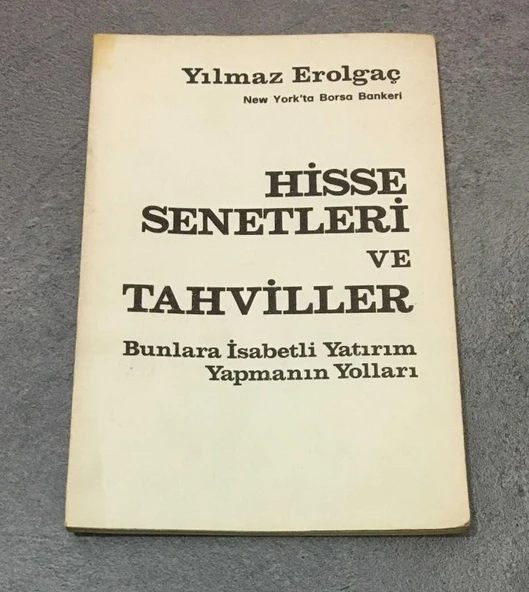 Yılmaz Erolgaç
New York'ta Borsa Bankeri
HİSSE
SENETLERİ
VE
TAHVİLLER
Bunlara İsabetli Yatırım
Yapmanın Yolları